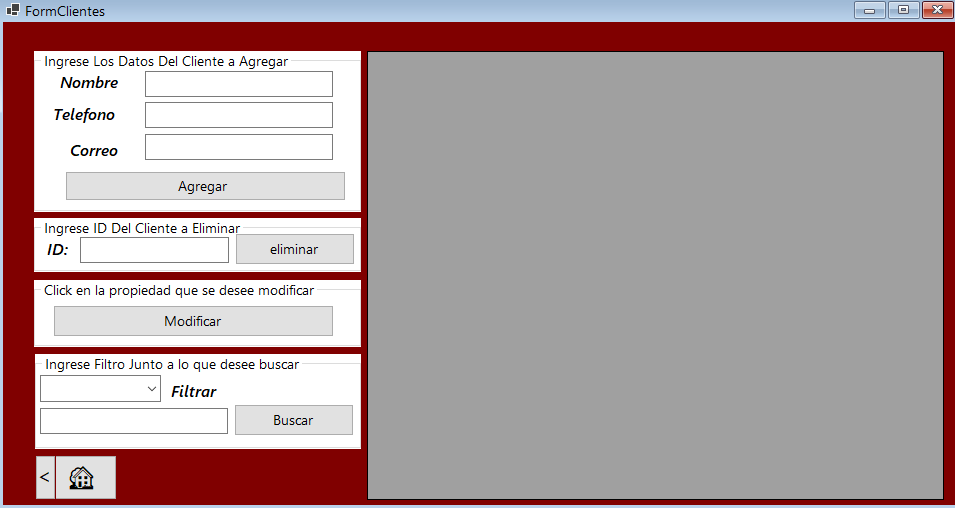 FormClientes
Ingrese Los Datos Del Cliente a Agregar
Nombre
Telefono
Correo
Agregar
Ingrese ID Del Cliente a Eliminar
ID:
eliminar
Click en la propiedad que se desee modificar
Modificar
Ingrese Filtro Junto a lo que desee buscar
Filtrar
Buscar
<